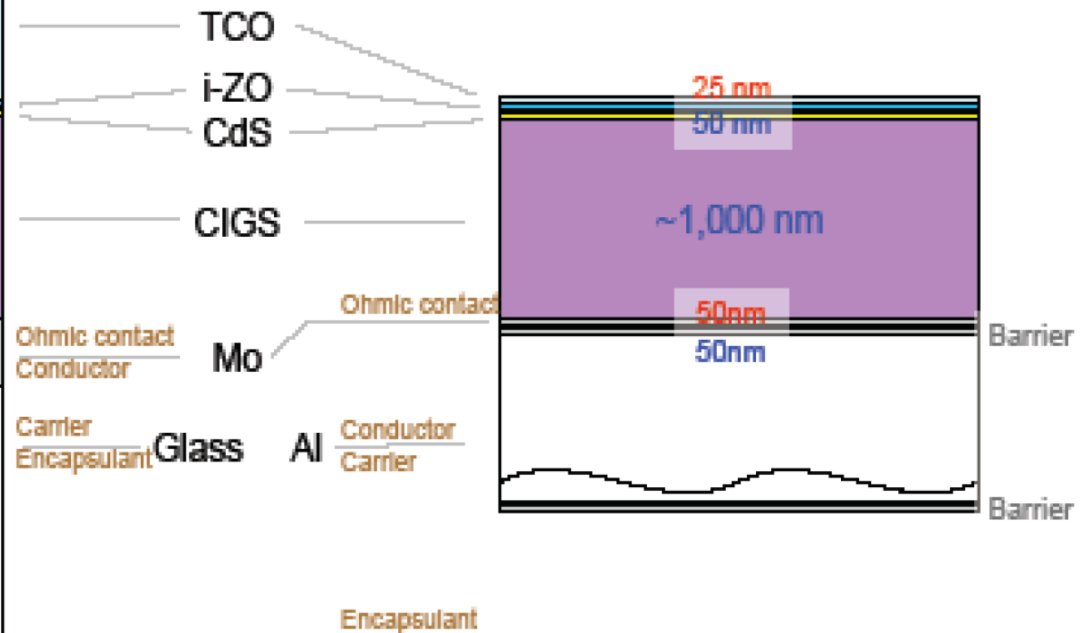 TCO
i-ZO
CdS
25 nm
50 nm
CIGS
~1,000 nm
Ohmic contact
50nm
Ohmic contact
Conductor
Mo
50nm
Barrier
Carrier
Encapsulant
Glass
Al
Conductor
Carrier
Barrier
Encapsulant